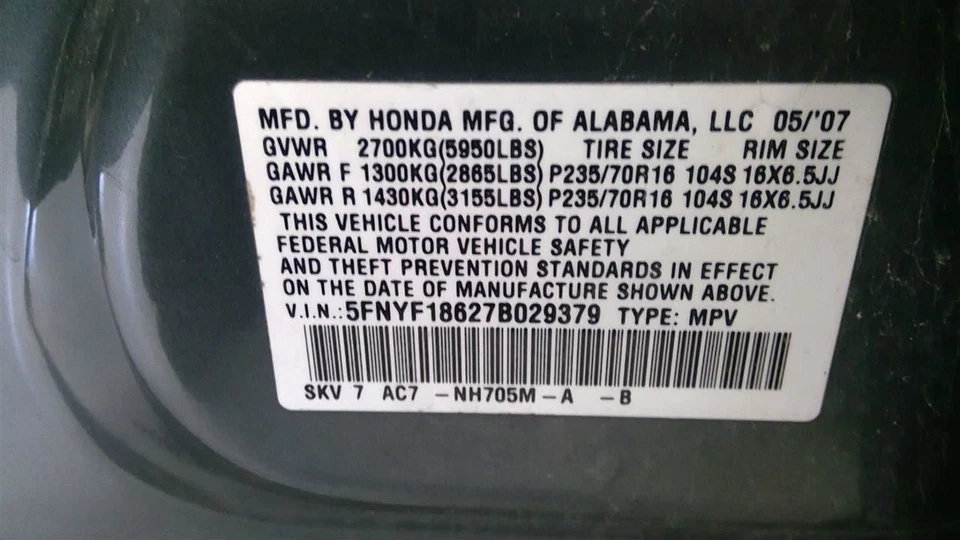 MFD. BY HONDA MFG. OF ALABAMA, LLC 05/'07
GVWR 2700KG(5950LBS) TIRE SIZE RIM SIZE
GAWR F 1300KG(2865LBS) P235/70R16 104S 16X6.5JJ
GAWR R 1430KG(3155LBS) P235/70R16 104S 16X6.5JJ
THIS VEHICLE CONFORMS TO ALL APPLICABLE
FEDERAL MOTOR VEHICLE SAFETY
AND THEFT PREVENTION STANDARDS IN EFFECT
ON THE DATE OF MANUFACTURE SHOWN ABOVE.
V.I.N.:5FNYF18627B029379 TYPE: MPV
SKV 7 AC7 -NH705M-A -B